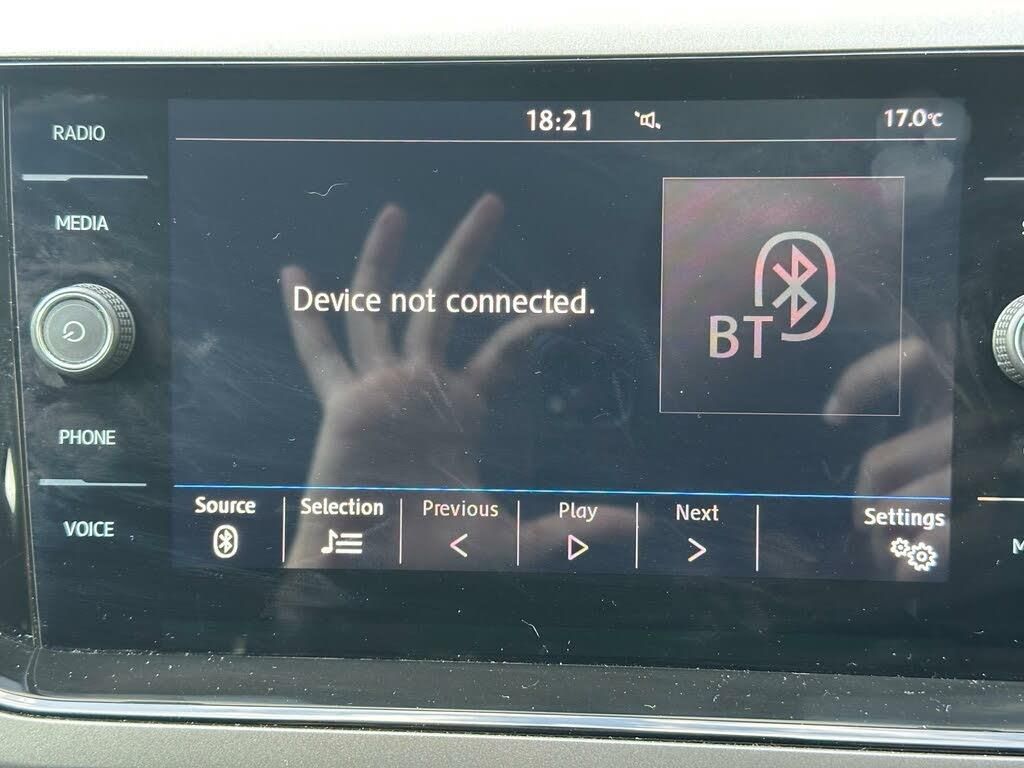 18:21
17.0°C
RADIO
MEDIA
PHONE
VOICE
Device not connected.
BT
Source
Selection
Previous
Play
Next
Settings